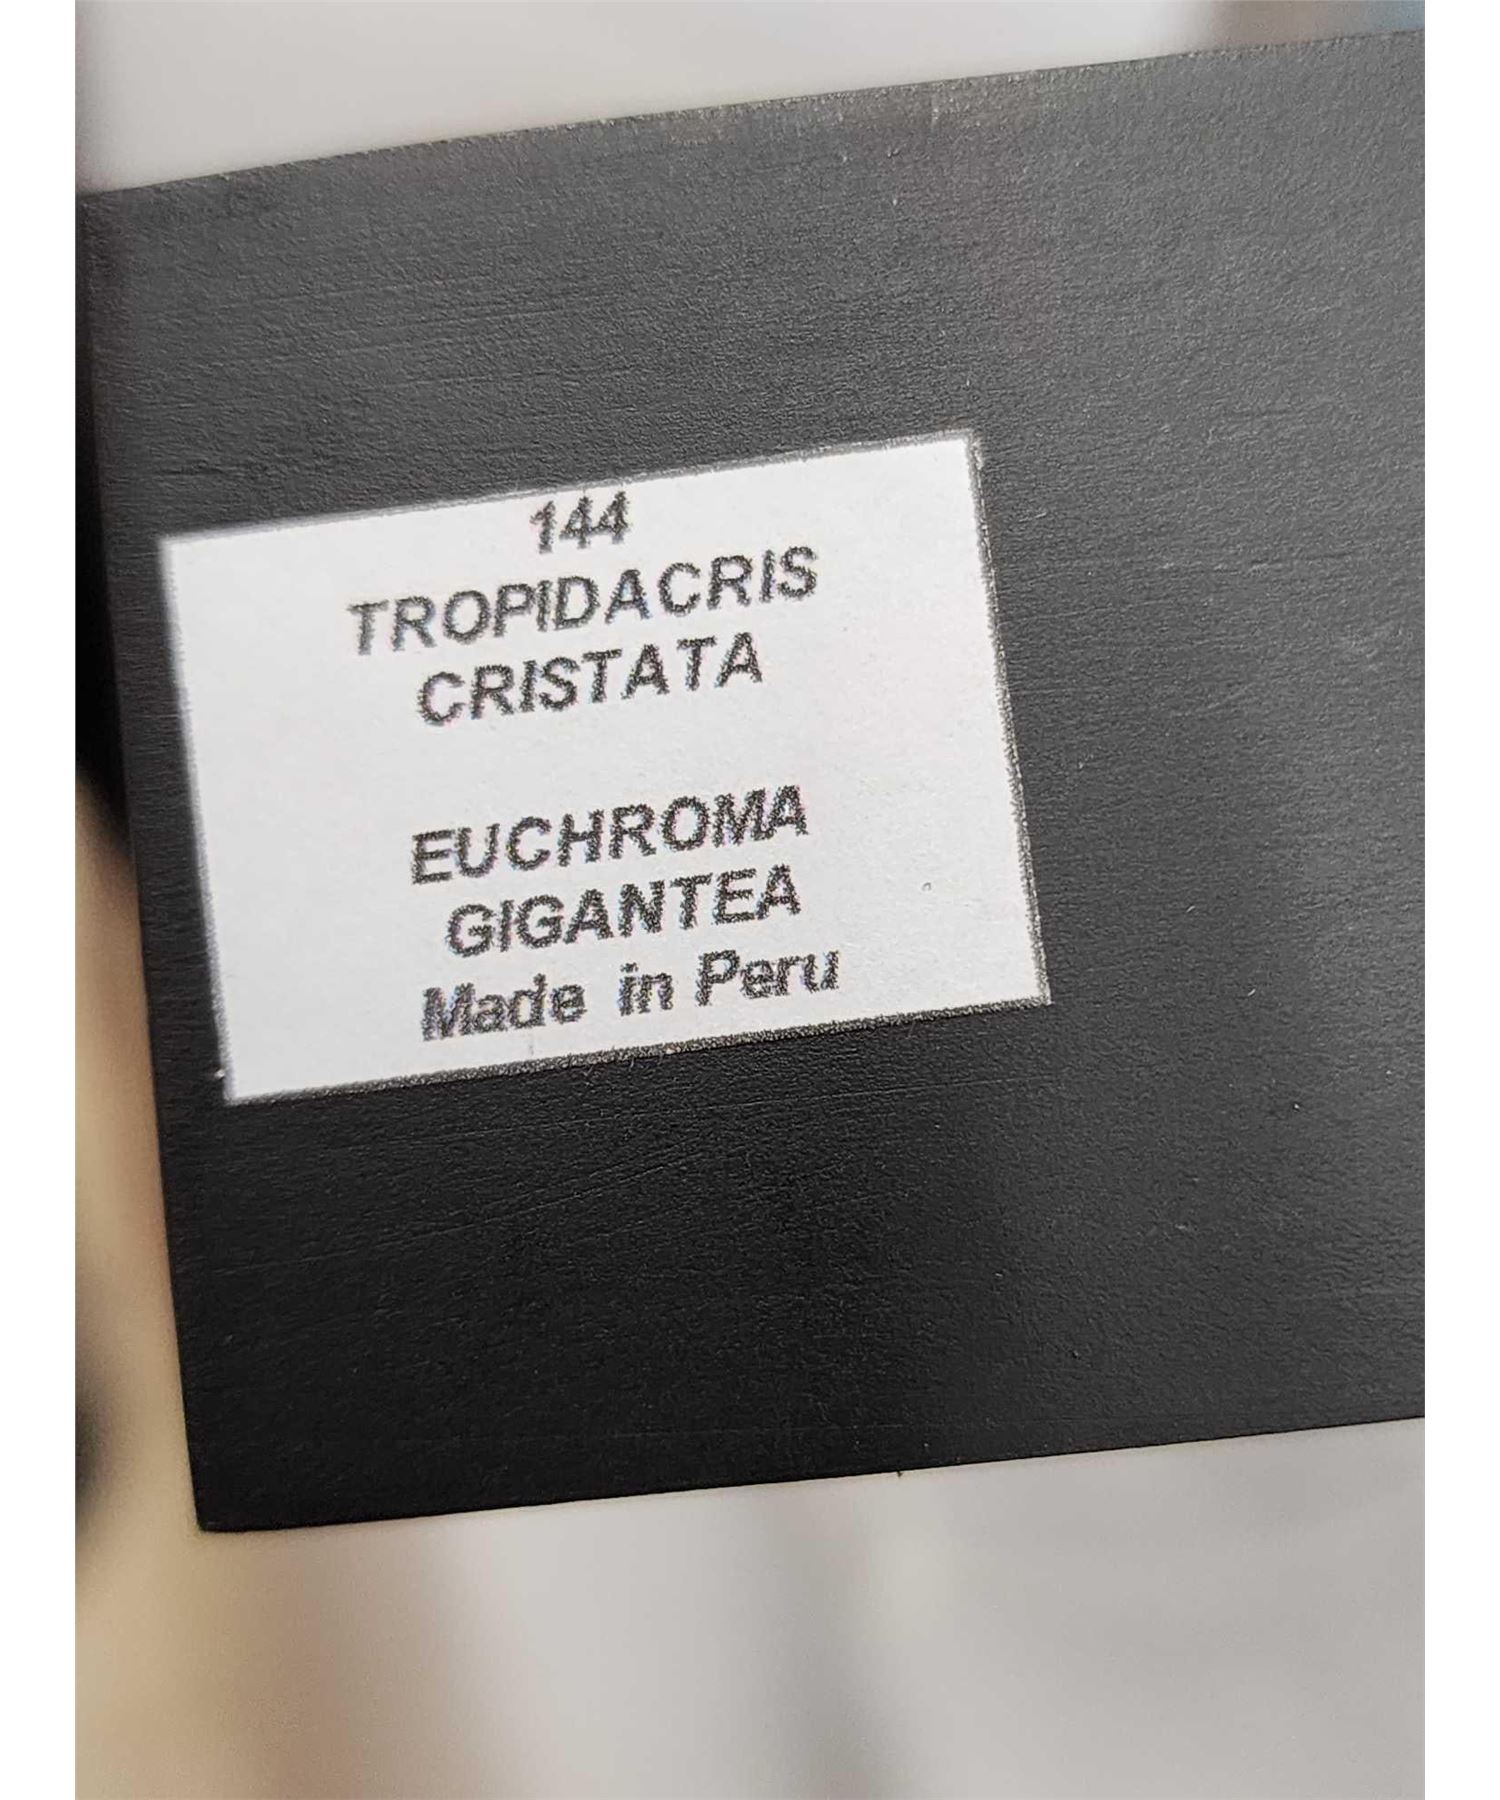 144
TROPIDACRIS
CRISTATA
EUCHROMA
GIGANTEA
Made in Peru